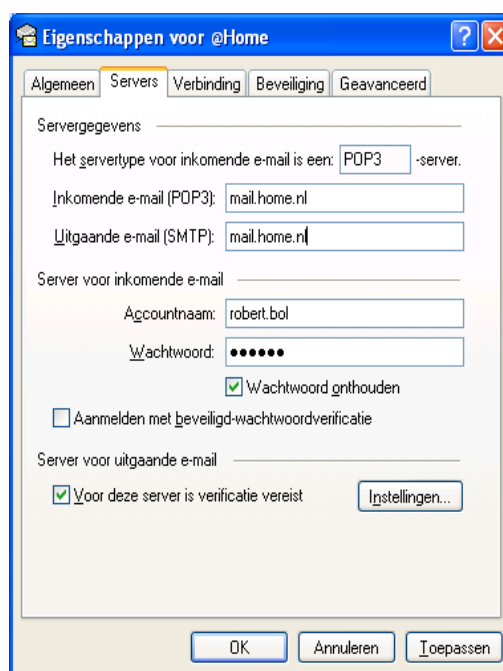 Eigenschappen voor @Home
Algemeen Servers Verbinding Beveiliging Geavanceerd
Servergegevens
Het servertype voor inkomende e-mail is een: POP3 -server.
Inkomende e-mail (POP3): mail.home.nl
Uitgaande e-mail (SMTP): mail.home.nl
Server voor inkomende e-mail
Accountnaam: robert.bol
Wachtwoord: ●●●●●●
Wachtwoord onthouden
Aanmelden met beveiligd-wachtwoordverificatie
Server voor uitgaande e-mail
Voor deze server is verificatie vereist Instellingen...
OK Annuleren Toepassen